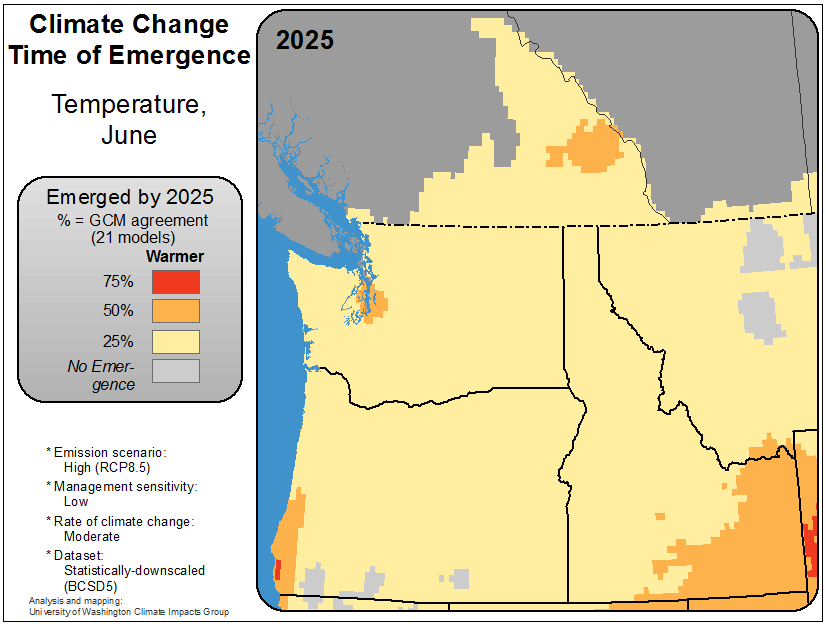 Climate Change
Time of Emergence
Temperature,
June
2025
Emerged by 2025
% = GCM agreement
(21 models)
Warmer
75%
50%
25%
No Emer-
gence
* Emission scenario:
High (RCP8.5)
* Management sensitivity:
Low
* Rate of climate change:
Moderate
* Dataset:
Statistically-downscaled
(BCSD5)
Analysis and mapping:
University of Washington Climate Impacts Group